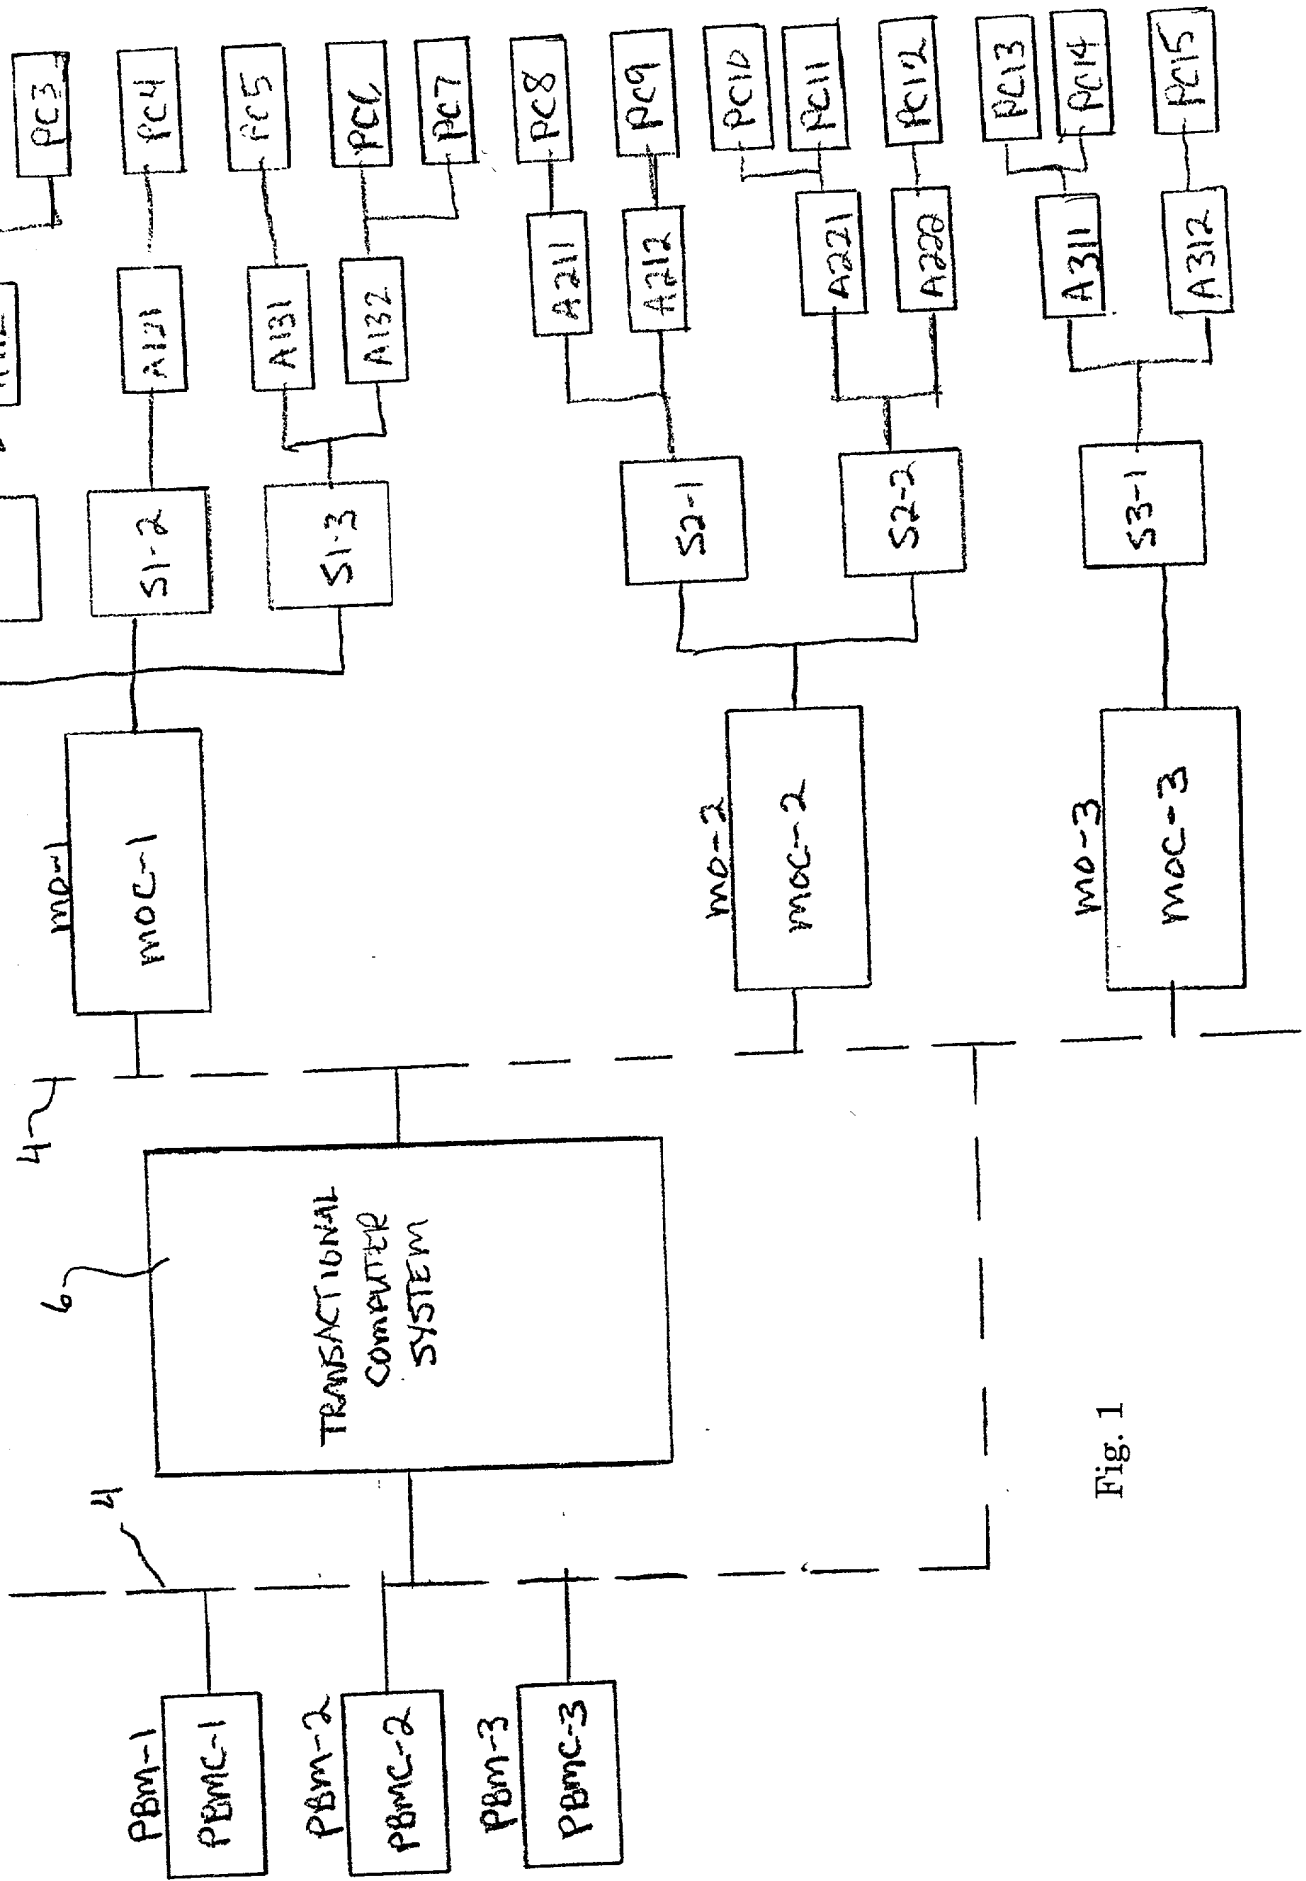 PC3
PC4
PC5
PC6
PC7
PC8
PC9
PC10
PC11
PC12
PC13
PC14
PC15
A121
A131
A132
A211
A212
A221
A222
A311
A312
S1-2
S1-3
S2-1
S2-2
S3-1
mo-1
moc-1
mo-2
moc-2
mo-3
moc-3
4
6
TRANSACTIONAL
COMPUTER
SYSTEM
4
PBM-1
PBMC-1
PBM-2
PBMC-2
PBM-3
PBMC-3
Fig. 1